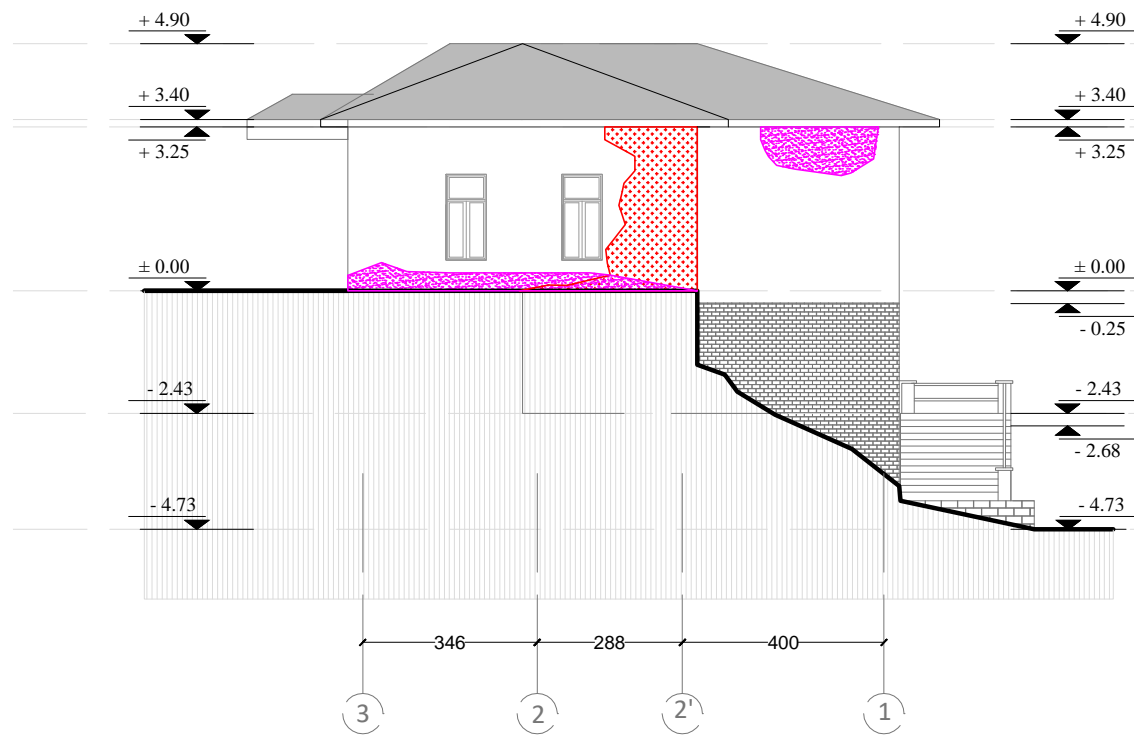 + 4.90 + 4.90
+ 3.40 + 3.40
+ 3.25 + 3.25
± 0.00 ± 0.00
- 0.25
- 2.43 - 2.43
- 2.68
- 4.73 - 4.73
346 288 400
3 2 2' 1